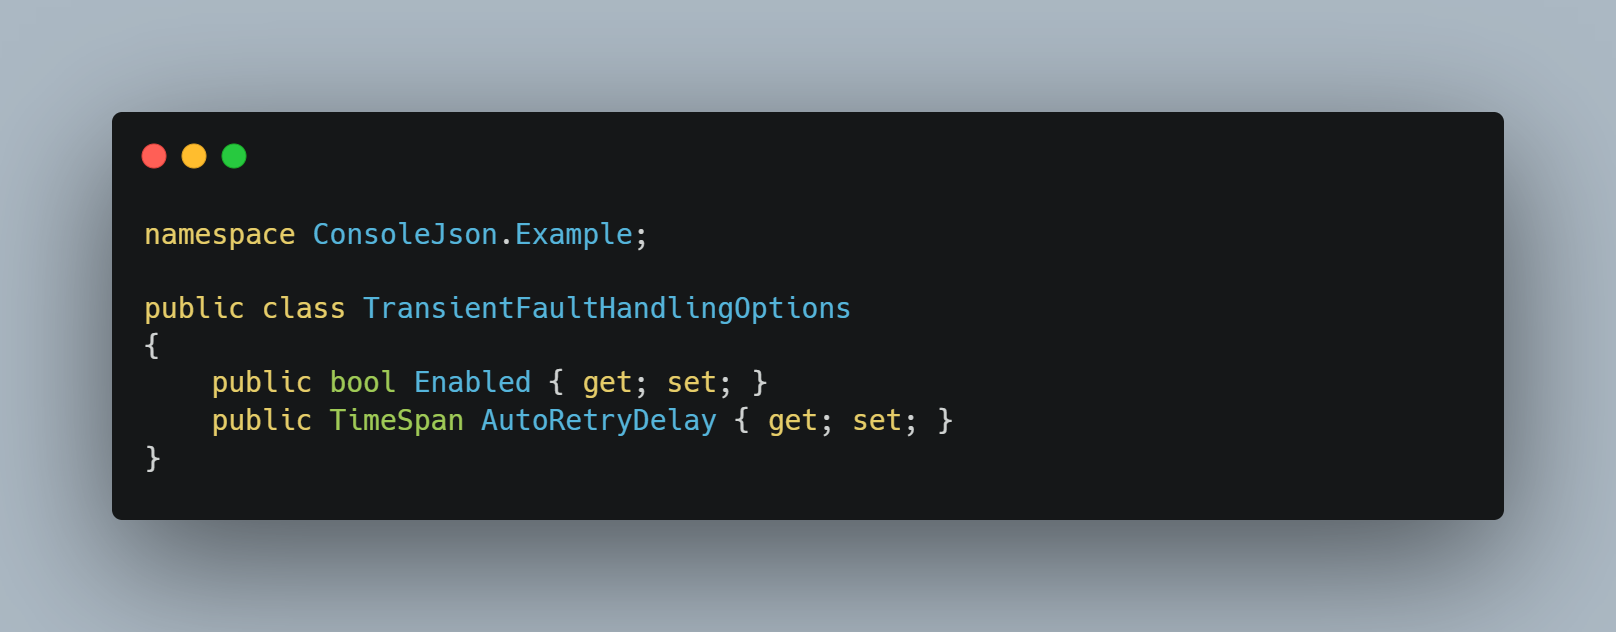 namespace ConsoleJson.Example;

public class TransientFaultHandlingOptions
{
    public bool Enabled { get; set; }
    public TimeSpan AutoRetryDelay { get; set; }
}